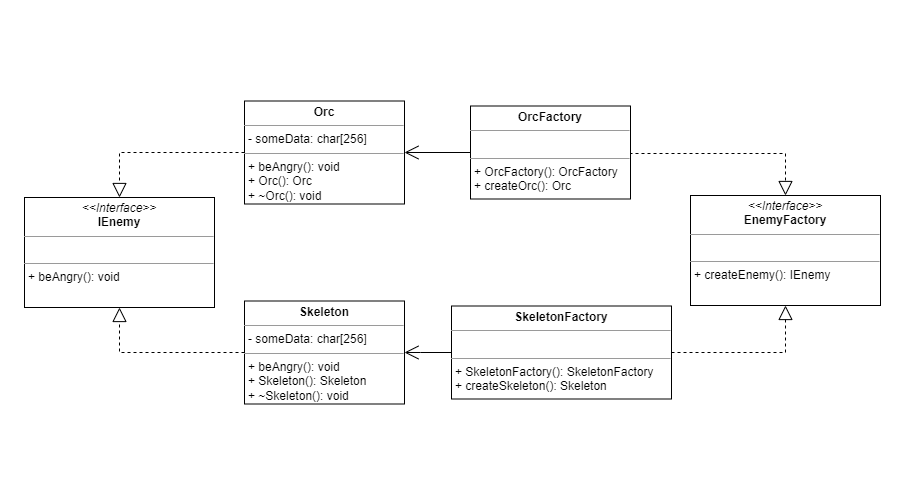 Orc
- someData: char[256]
+ beAngry(): void
+ Orc(): Orc
+ ~Orc(): void
OrcFactory
+ OrcFactory(): OrcFactory
+ createOrc(): Orc
<<Interface>>
IEnemy
+ beAngry(): void
<<Interface>>
EnemyFactory
+ createEnemy(): IEnemy
Skeleton
- someData: char[256]
+ beAngry(): void
+ Skeleton(): Skeleton
+ ~Skeleton(): void
SkeletonFactory
+ SkeletonFactory(): SkeletonFactory
+ createSkeleton(): Skeleton